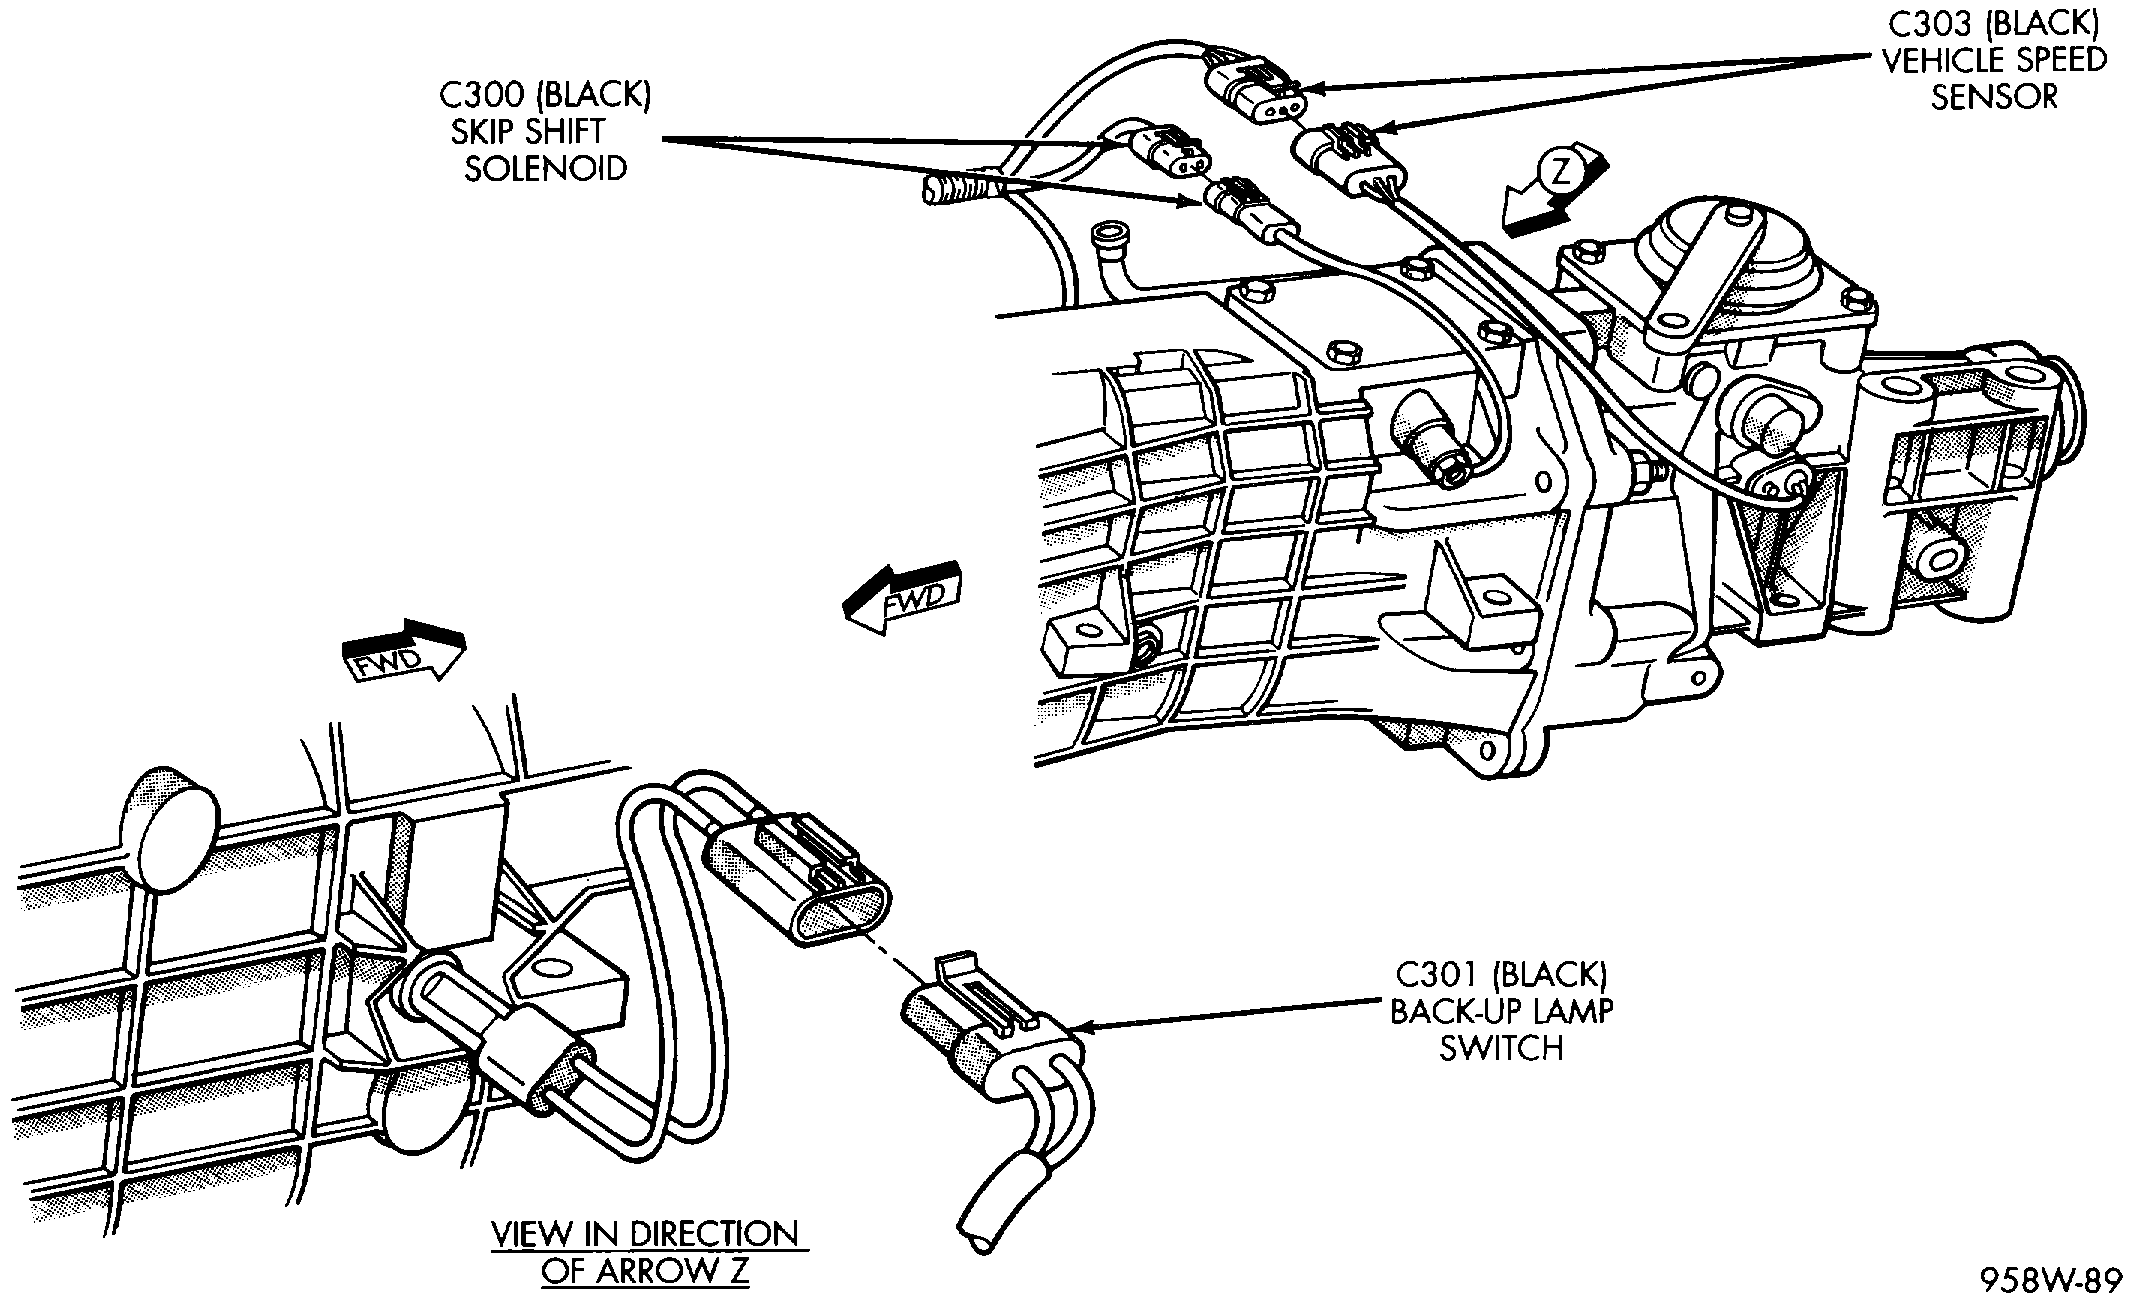 C303 (BLACK)
VEHICLE SPEED
SENSOR
C300 (BLACK)
SKIP SHIFT
SOLENOID
Z
FWD
FWD
C301 (BLACK)
BACK-UP LAMP
SWITCH
VIEW IN DIRECTION
OF ARROW Z
958W-89